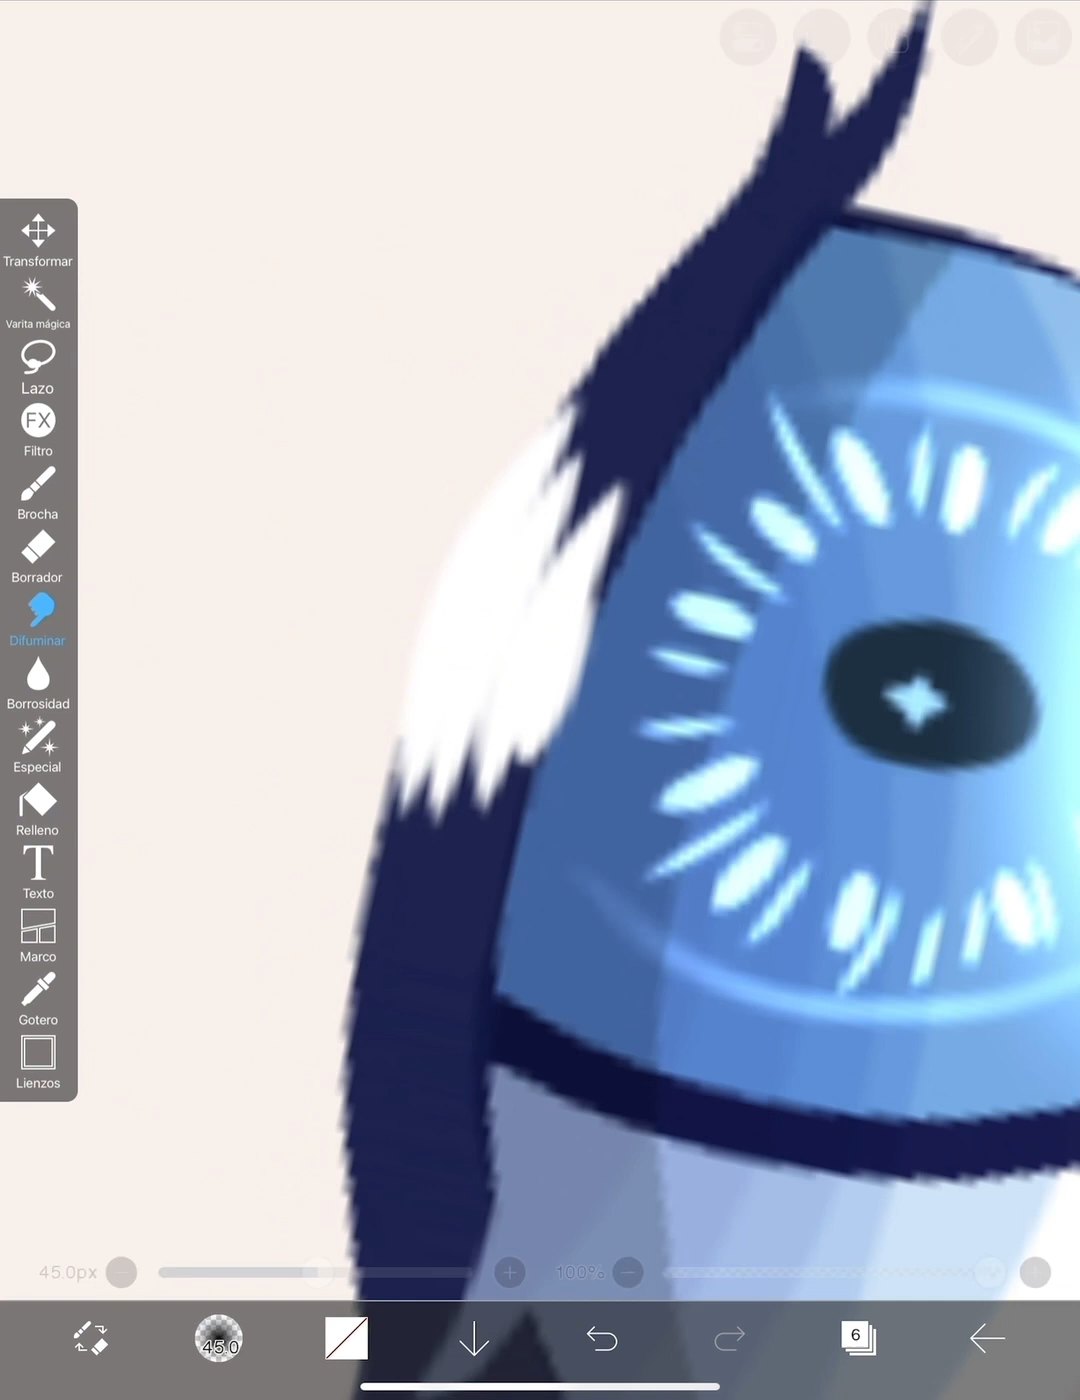 Transformar
Varita mágica
Lazo
FX
Filtro
Brocha
Borrador
Difuminar
Borrosidad
Especial
Relleno
T
Texto
Marco
Gotero
Lienzos
45.0px
100%
45.0
6